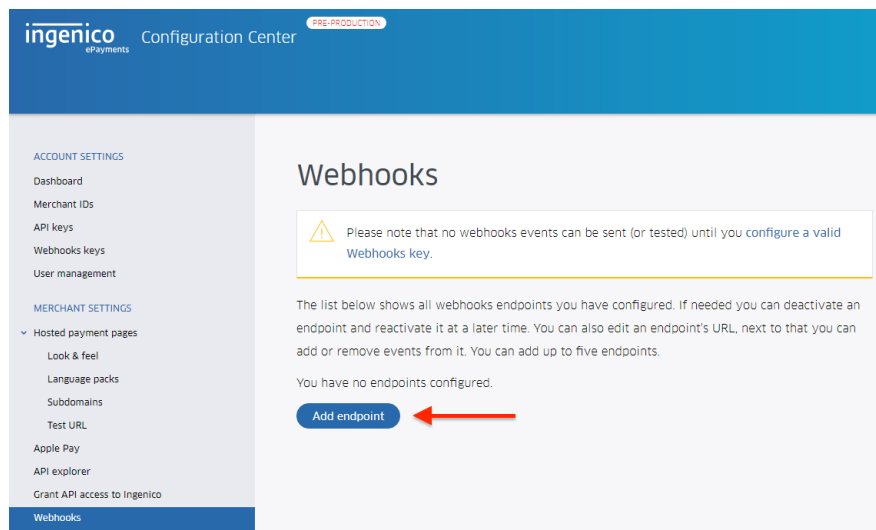 ingenico
ePayments
Configuration Center
PRE-PRODUCTION
ACCOUNT SETTINGS
Dashboard
Merchant IDs
API keys
Webhooks keys
User management
MERCHANT SETTINGS
Hosted payment pages
Look & feel
Language packs
Subdomains
Test URL
Apple Pay
API explorer
Grant API access to Ingenico
Webhooks
Webhooks
Please note that no webhooks events can be sent (or tested) until you configure a valid
Webhooks key.
The list below shows all webhooks endpoints you have configured. If needed you can deactivate an
endpoint and reactivate it at a later time. You can also edit an endpoint's URL, next to that you can
add or remove events from it. You can add up to five endpoints.
You have no endpoints configured.
Add endpoint